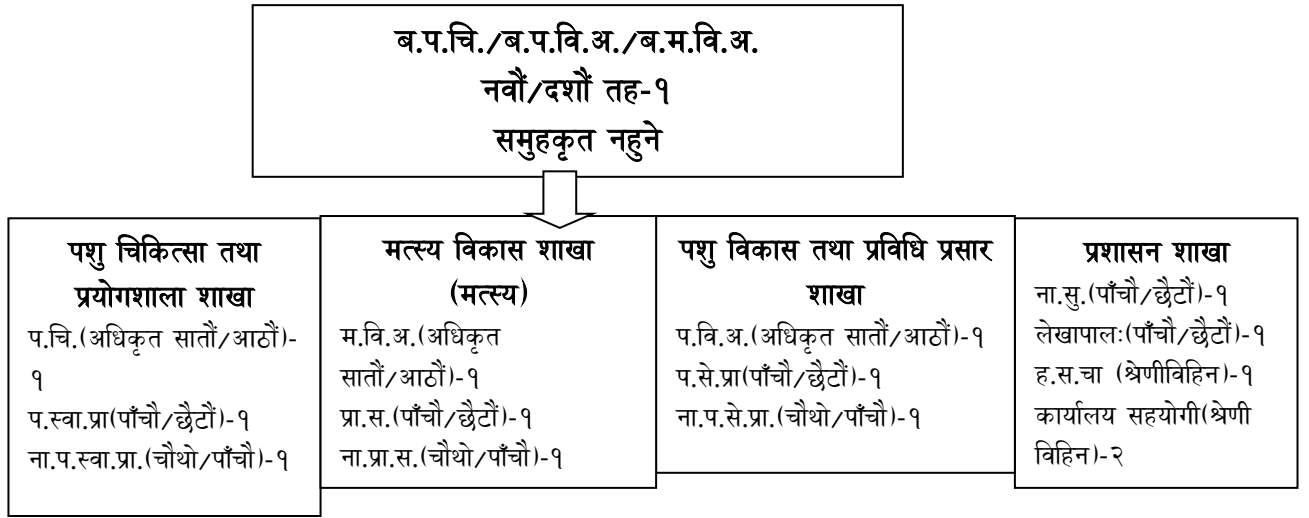 ब.प.चि./ब.प.वि.अ./ब.म.वि.अ.
नवौं/दशौं तह-१
समुहकृत नहुने
पशु चिकित्सा तथा
प्रयोगशाला शाखा
प.चि.(अधिकृत सातौं/आठौं)-
१
प.स्वा.प्रा(पाँचौ/छैटौं)-१
ना.प.स्वा.प्रा.(चौथो/पाँचौ)-१
मत्स्य विकास शाखा
(मत्स्य)
म.वि.अ.(अधिकृत
सातौं/आठौं)-१
प्रा.स.(पाँचौ/छैटौं)-१
ना.प्रा.स.(चौथो/पाँचौ)-१
पशु विकास तथा प्रविधि प्रसार
शाखा
प.वि.अ.(अधिकृत सातौं/आठौं)-१
प.से.प्रा(पाँचौ/छैटौं)-१
ना.प.से.प्रा.(चौथो/पाँचौ)-१
प्रशासन शाखा
ना.सु.(पाँचौ/छैटौं)-१
लेखापालः(पाँचौ/छैटौं)-१
ह.स.चा (श्रेणीविहिन)-१
कार्यालय सहयोगी(श्रेणी
विहिन)-२